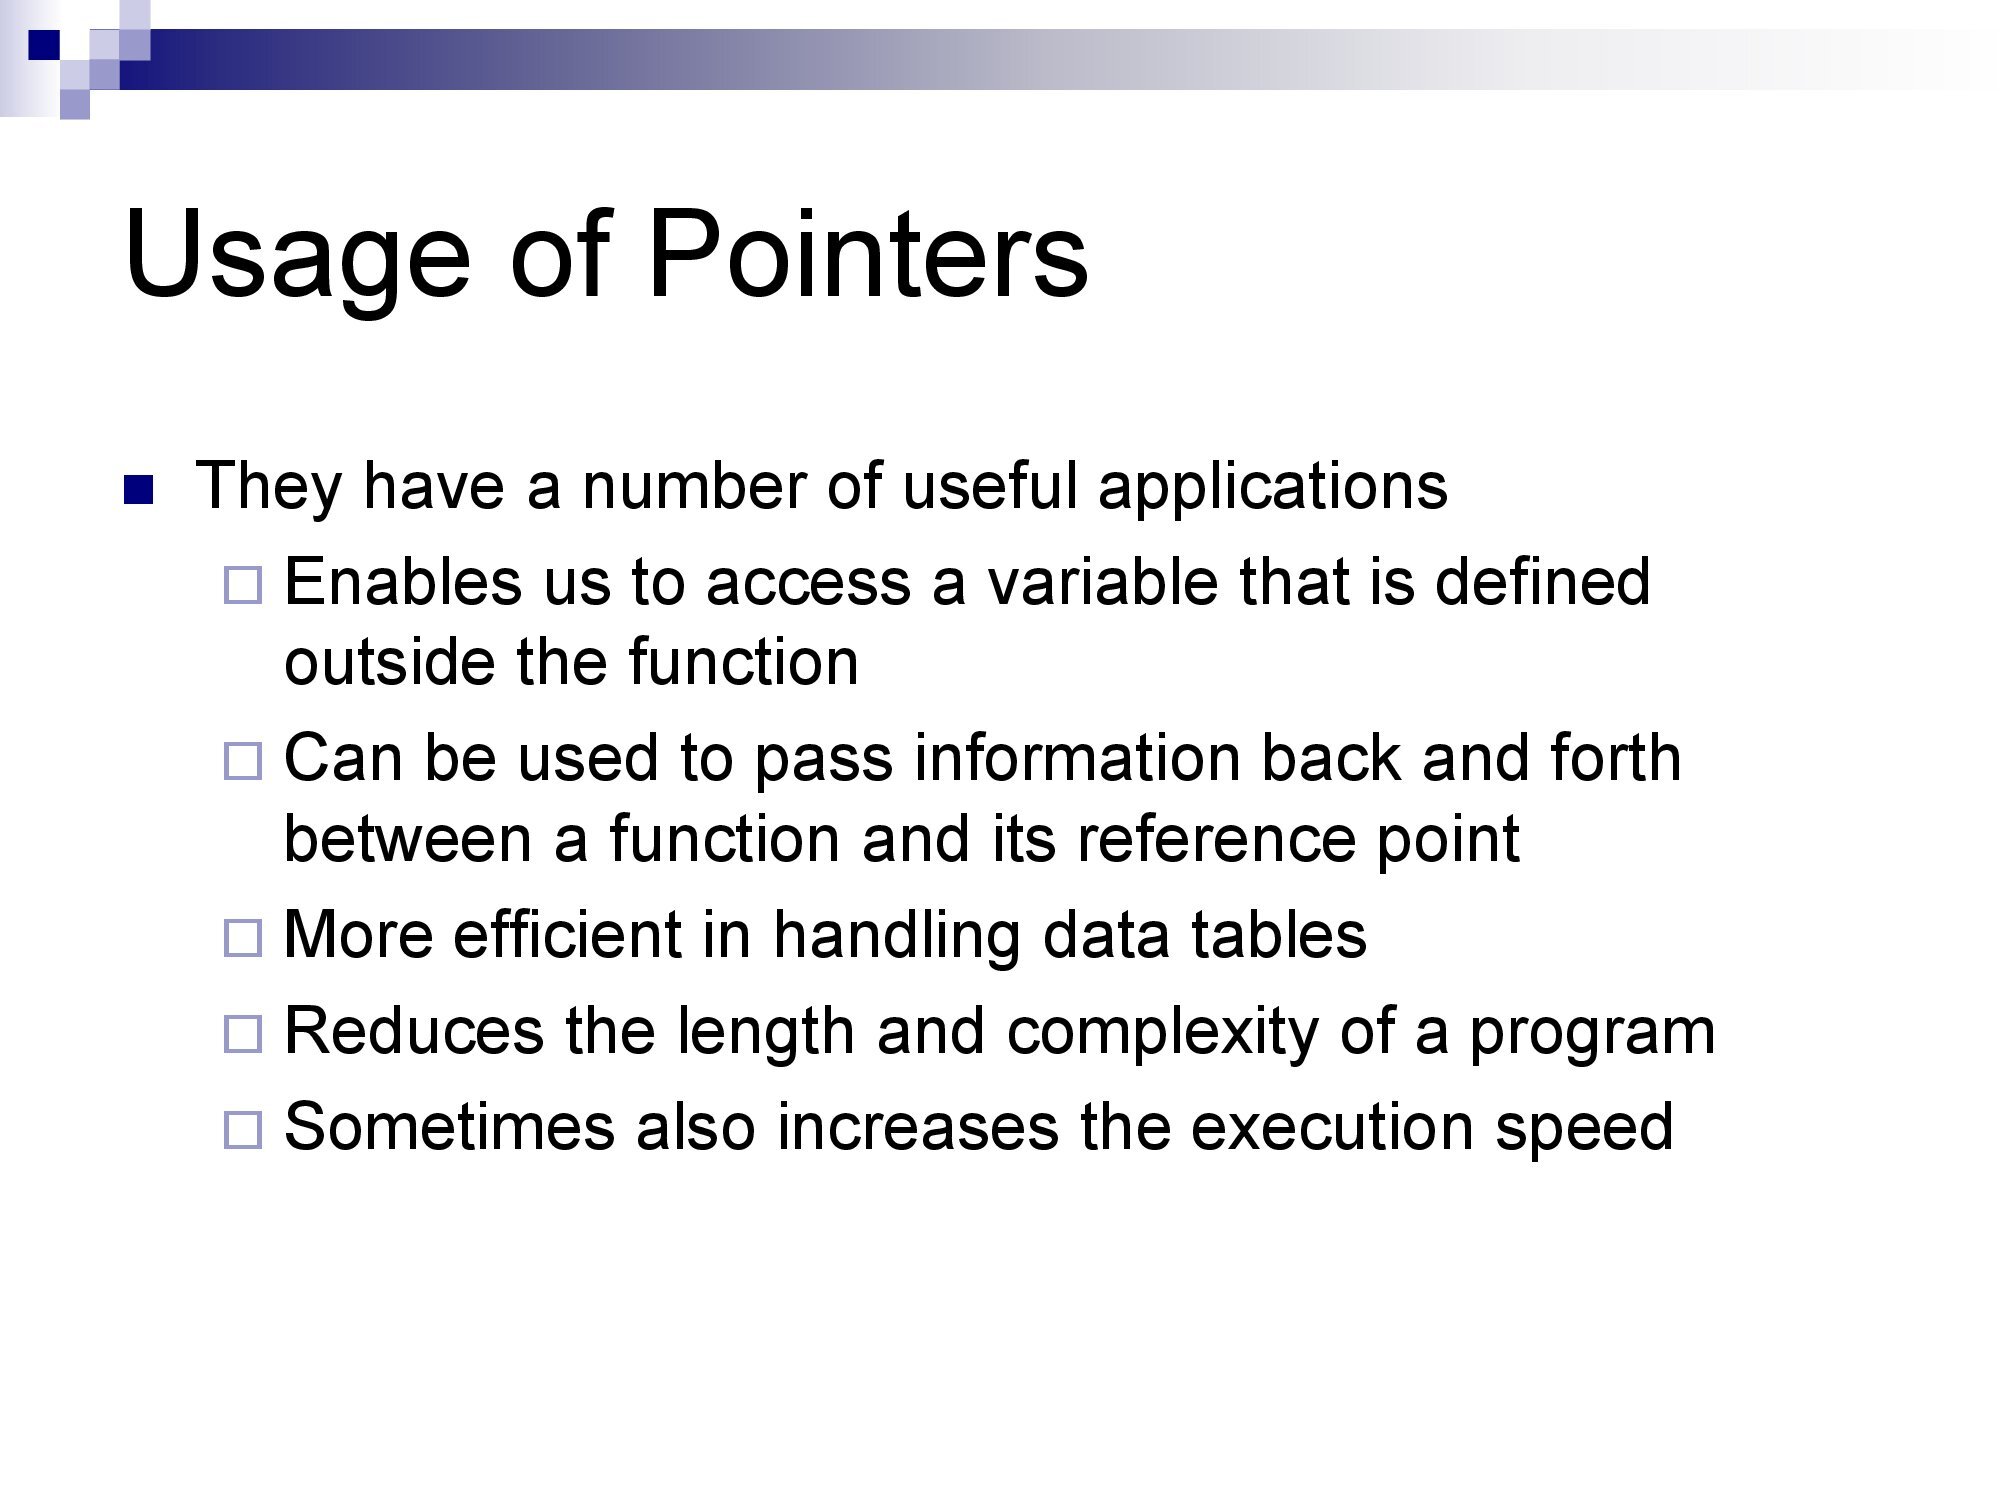 Usage of Pointers
They have a number of useful applications
Enables us to access a variable that is defined
outside the function
Can be used to pass information back and forth
between a function and its reference point
More efficient in handling data tables
Reduces the length and complexity of a program
Sometimes also increases the execution speed